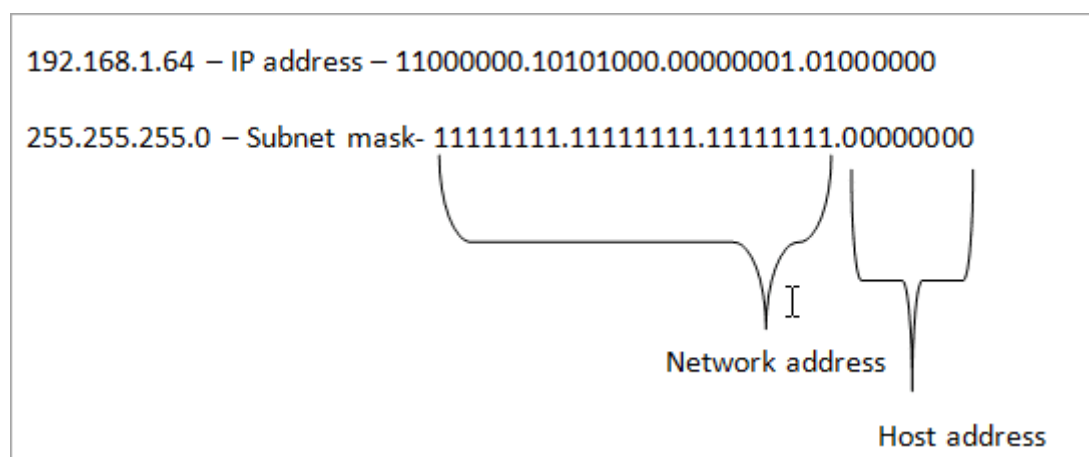 192.168.1.64 – IP address – 11000000.10101000.00000001.01000000
255.255.255.0 – Subnet mask- 11111111.11111111.11111111.00000000
Network address
Host address